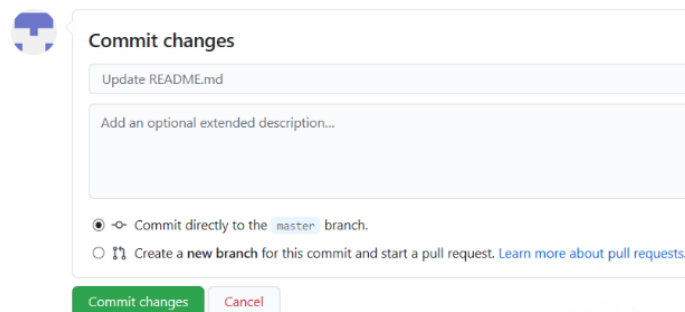 Commit changes
Update README.md
Add an optional extended description...
Commit directly to the master branch.
Create a new branch for this commit and start a pull request. Learn more about pull requests.
Commit changes Cancel